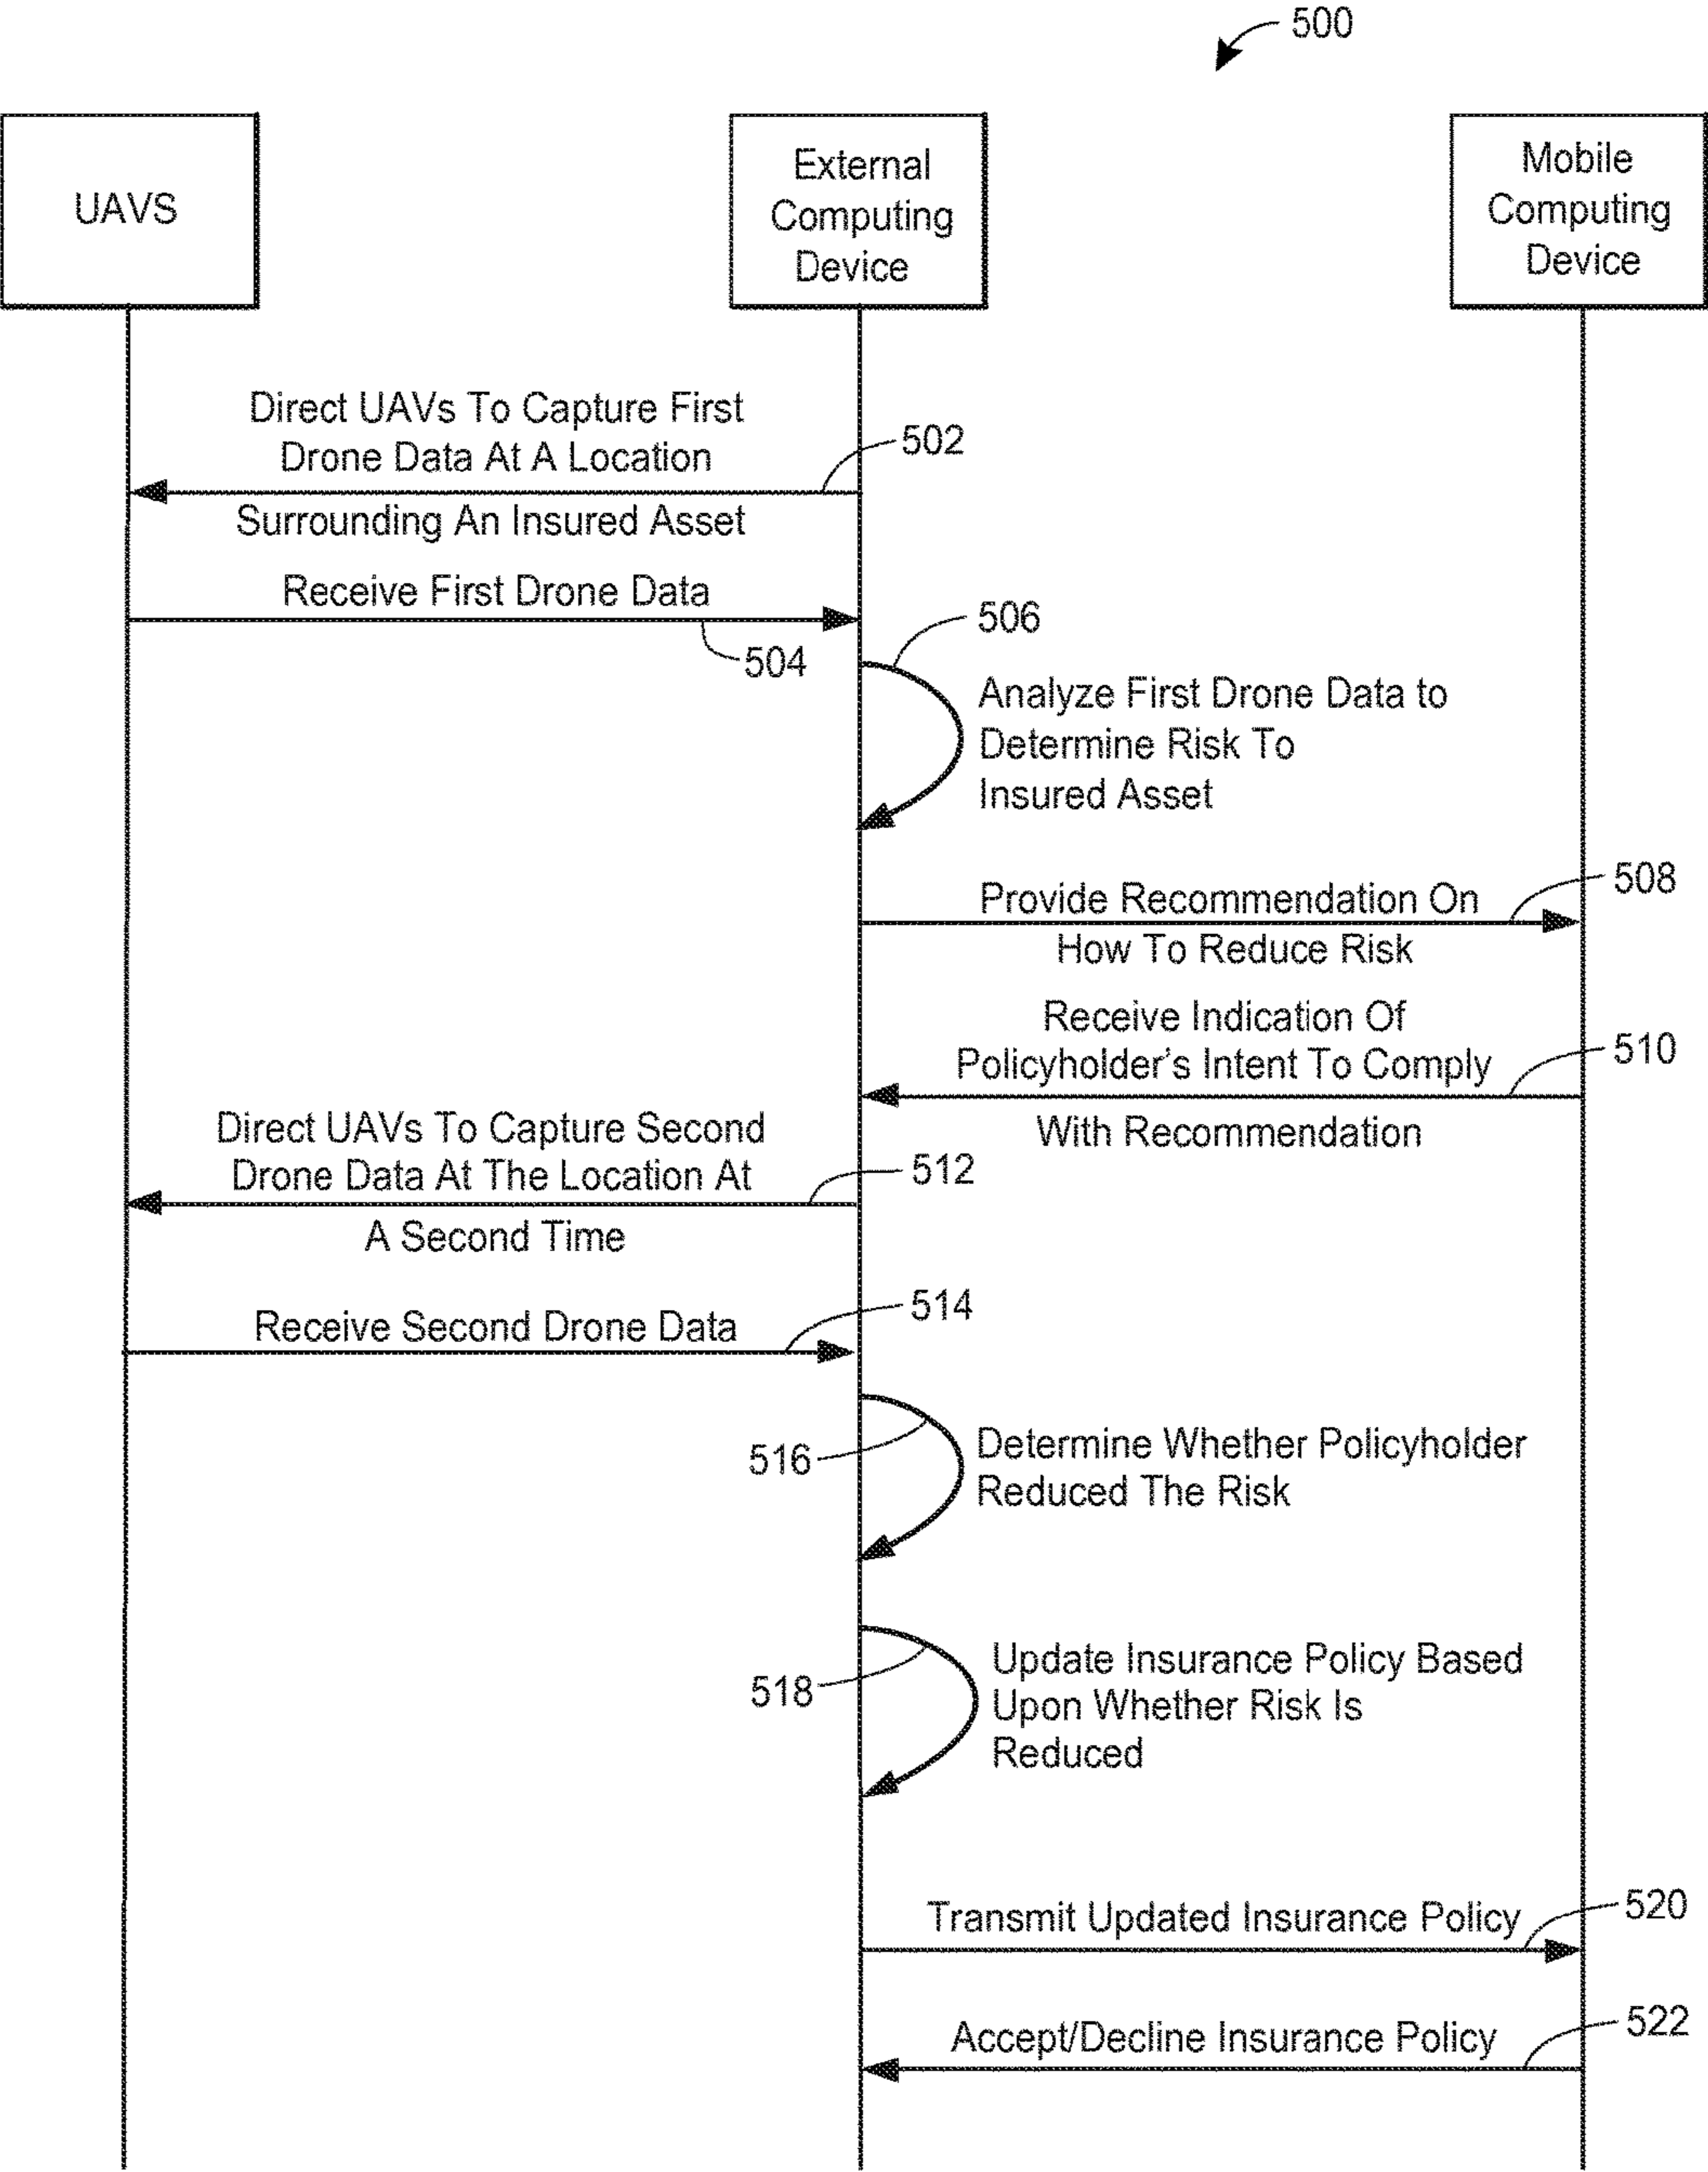 500
UAVS
External
Computing
Device
Mobile
Computing
Device
Direct UAVs To Capture First
Drone Data At A Location
502
Surrounding An Insured Asset
Receive First Drone Data
504
506
Analyze First Drone Data to
Determine Risk To
Insured Asset
508
Provide Recommendation On
How To Reduce Risk
Receive Indication Of
Policyholder's Intent To Comply
510
With Recommendation
Direct UAVs To Capture Second
Drone Data At The Location At
512
A Second Time
514
Receive Second Drone Data
516
Determine Whether Policyholder
Reduced The Risk
518
Update Insurance Policy Based
Upon Whether Risk Is
Reduced
Transmit Updated Insurance Policy
520
Accept/Decline Insurance Policy
522